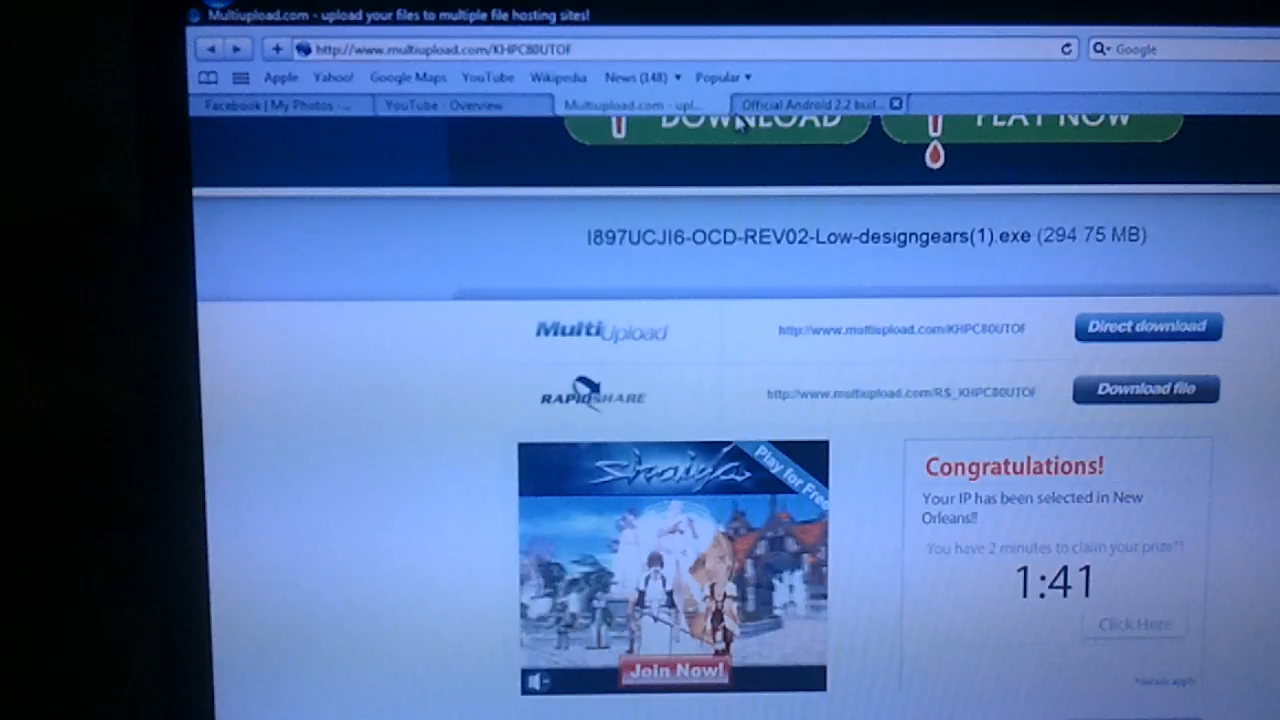 Multiupload.com - upload your files to multiple file hosting sites!
http://www.multiupload.com/KHPC80UTOF
Google
Apple Yahoo! Google Maps YouTube Wikipedia News (148) Popular
Facebook | My Photos - ... YouTube - Overview Multiupload.com - upl... Official Android 2.2 buil...
DOWNLOAD PLAY NOW
I897UCJI6-OCD-REV02-Low-designgears(1).exe (294.75 MB)
MultiUpload http://www.multiupload.com/KHPC80UTOF Direct download
RAPIDSHARE http://www.multiupload.com/RS_KHPC80UTOF Download file
Shaiya
Play for Free
Join Now!
Congratulations!
Your IP has been selected in New
Orleans!!
You have 2 minutes to claim your prize*!
1:41
Click Here